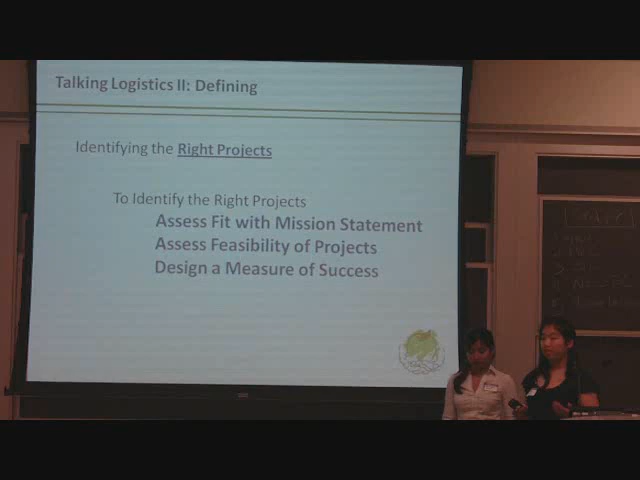 Talking Logistics II: Defining
Identifying the Right Projects
To Identify the Right Projects
Assess Fit with Mission Statement
Assess Feasibility of Projects
Design a Measure of Success